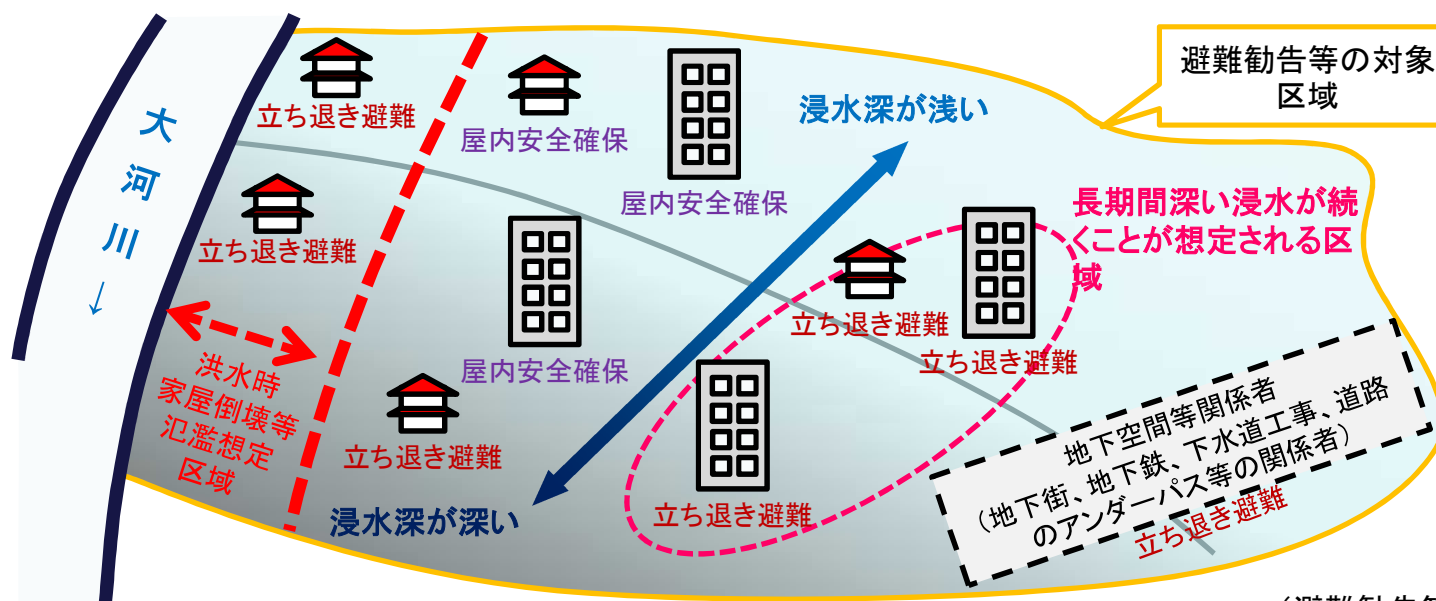 避難勧告等の対象
区域
大
河
川
↓
立ち退き避難
屋内安全確保
屋内安全確保
浸水深が浅い
立ち退き避難
長期間深い浸水が続
くことが想定される区
域
立ち退き避難
立ち退き避難
屋内安全確保
洪水時
家屋倒壊等
氾濫想定
区域
立ち退き避難
立ち退き避難
浸水深が深い
地下空間等関係者
(地下街、地下鉄、下水道工事、道路
のアンダーパス等の関係者)
立ち退き避難